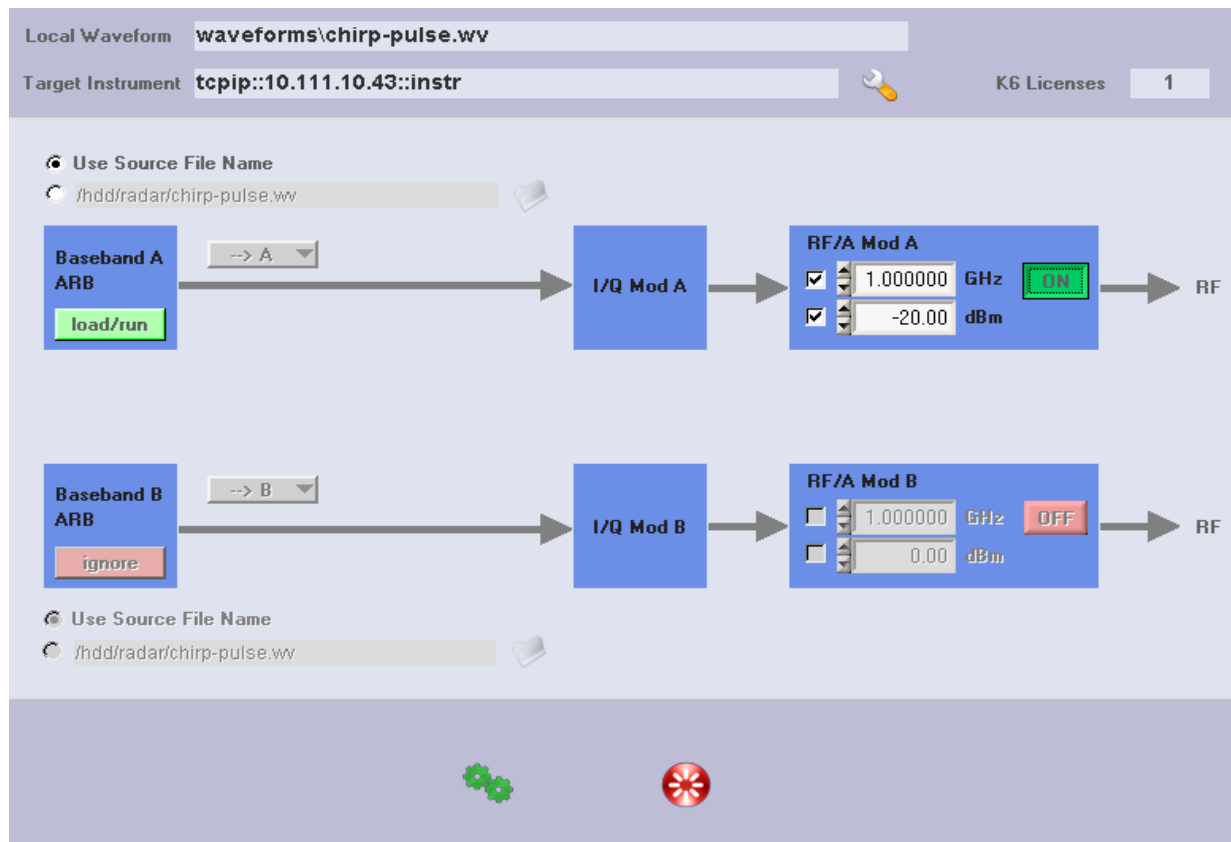 Local Waveform waveforms\chirp-pulse.wv
Target Instrument tcpip::10.111.10.43::instr K6 Licenses 1
Use Source File Name
/hdd/radar/chirp-pulse.wv
Baseband A
ARB
load/run
--> A
I/Q Mod A
RF/A Mod A
1.000000 GHz ON
-20.00 dBm
RF
Baseband B
ARB
ignore
--> B
I/Q Mod B
RF/A Mod B
1.000000 GHz OFF
0.00 dBm
RF
Use Source File Name
/hdd/radar/chirp-pulse.wv